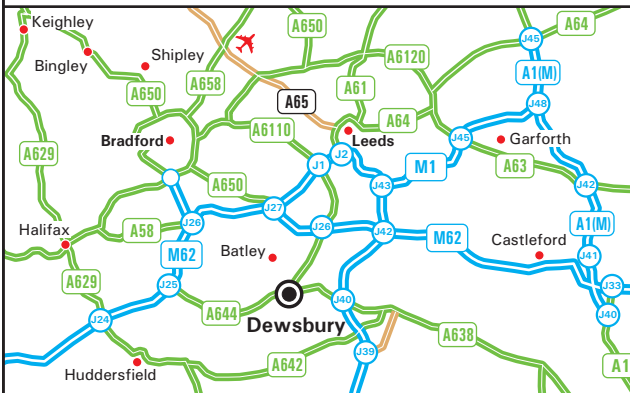 Keighley
A650
A64
J45
Shipley
Bingley
A6120
A1(M)
A658
A61
A650
A65
J48
A64
A6110
Bradford
Leeds
J45
Garforth
A629
J2
J1
M1
A63
A650
J43
J42
J27
J26
J26
A1(M)
Halifax
A58
J42
M62
Castleford
M62
Batley
J41
A629
J25
J33
J40
A644
J40
J24
Dewsbury
A638
J39
A642
A1
Huddersfield